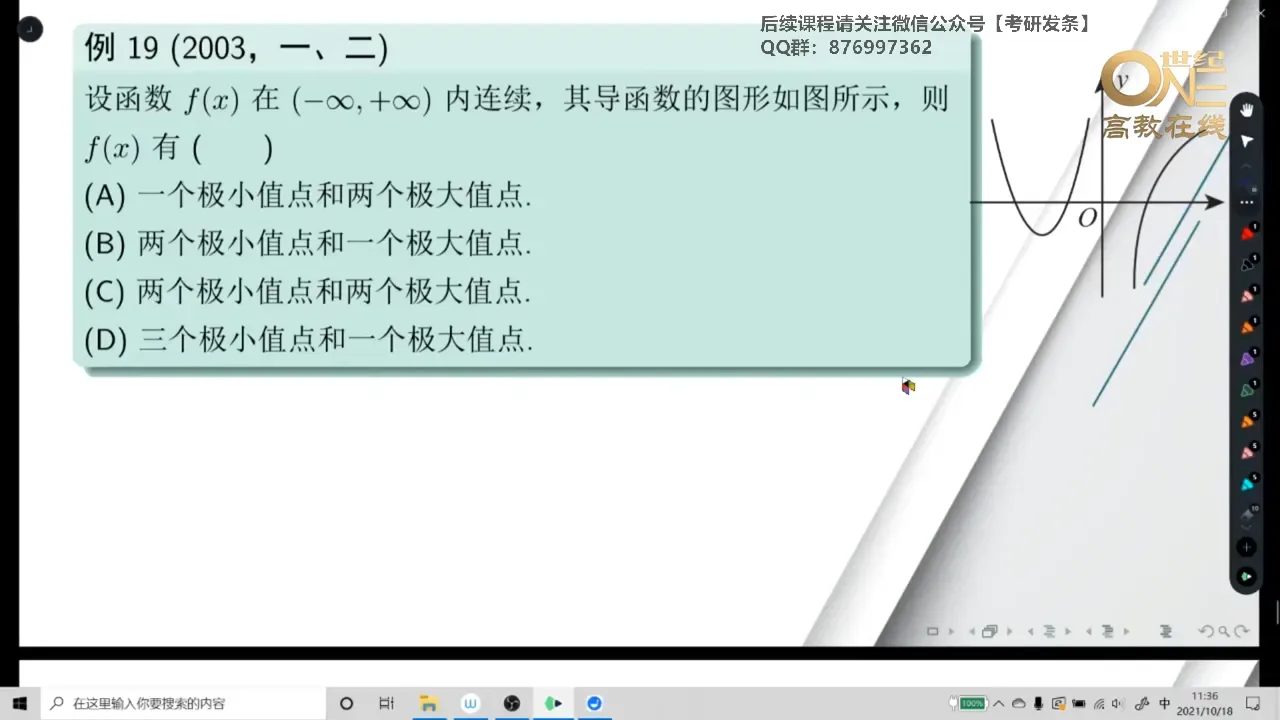 后续课程请关注微信公众号【考研发条】
QQ群：876997362
例 19 (2003, 一、二)
设函数 f(x) 在 (−∞, +∞) 内连续，其导函数的图形如图所示，则
f(x) 有 (  )
(A) 一个极小值点和两个极大值点.
(B) 两个极小值点和一个极大值点.
(C) 两个极小值点和两个极大值点.
(D) 三个极小值点和一个极大值点.
y
O
世纪
ONE
高教在线
在这里输入你要搜索的内容
100%
中
11:36
2021/10/18